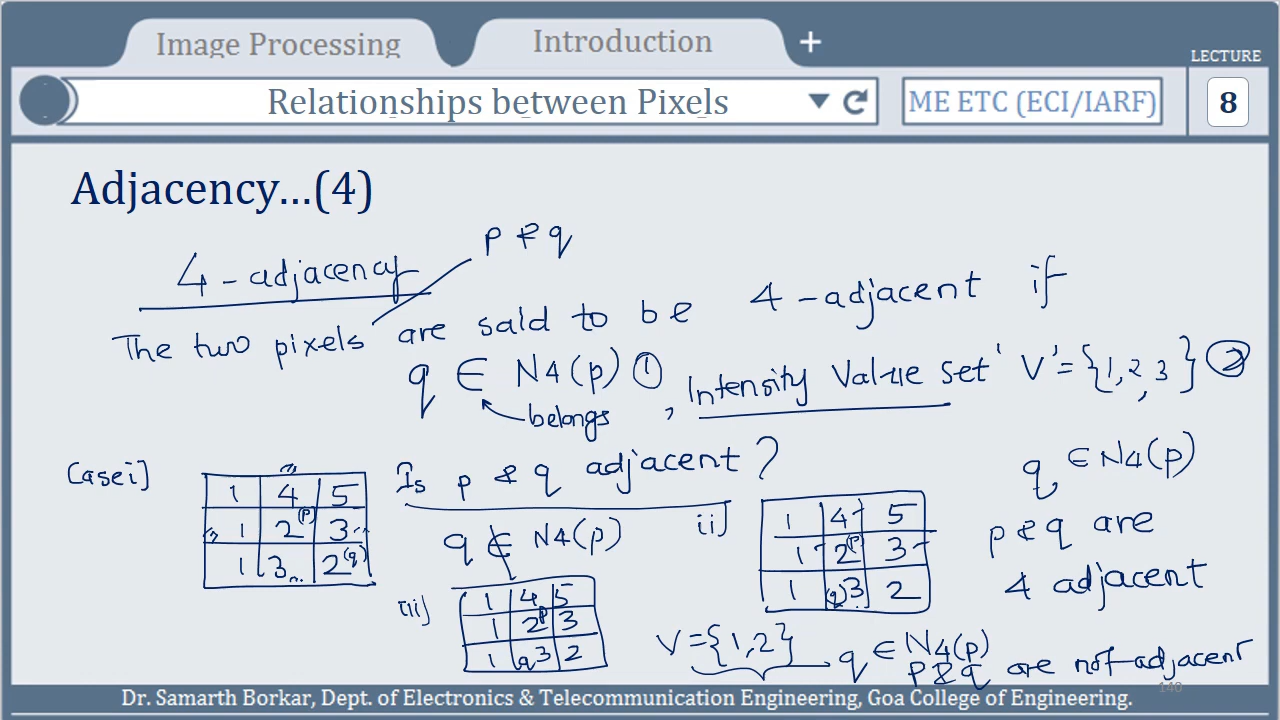 Image Processing
Introduction
+
LECTURE
Relationships between Pixels
ME ETC (ECI/IARF)
8
Adjacency...(4)
p & q
4-adjacency
The two pixels are said to be 4-adjacent if
q ∈ N4(p) ① , Intensity Value set 'V' = {1, 2, 3} ②
belongs
Case i]
Is p & q adjacent ?
1 4 5
1 2(p) 3
1 3 2(q)
q ∉ N4(p)
ii]
1 4 5
1 2(p) 3
1 (q)3 2
q ∈ N4(p)
p & q are
4 adjacent
iii]
1 4 5
1 2p 3
1 q3 2
V = {1, 2}
q ∈ N4(p)
p & q are not-adjacent
140
Dr. Samarth Borkar, Dept. of Electronics & Telecommunication Engineering, Goa College of Engineering.